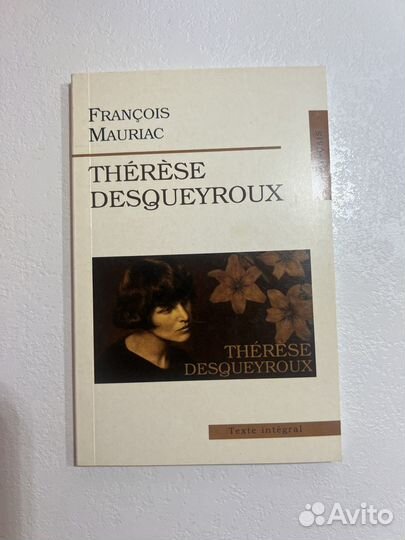 FRANÇOIS
MAURIAC
THÉRÈSE
DESQUEYROUX
THÉRÈSE
DESQUEYROUX
Texte intégral
Avito